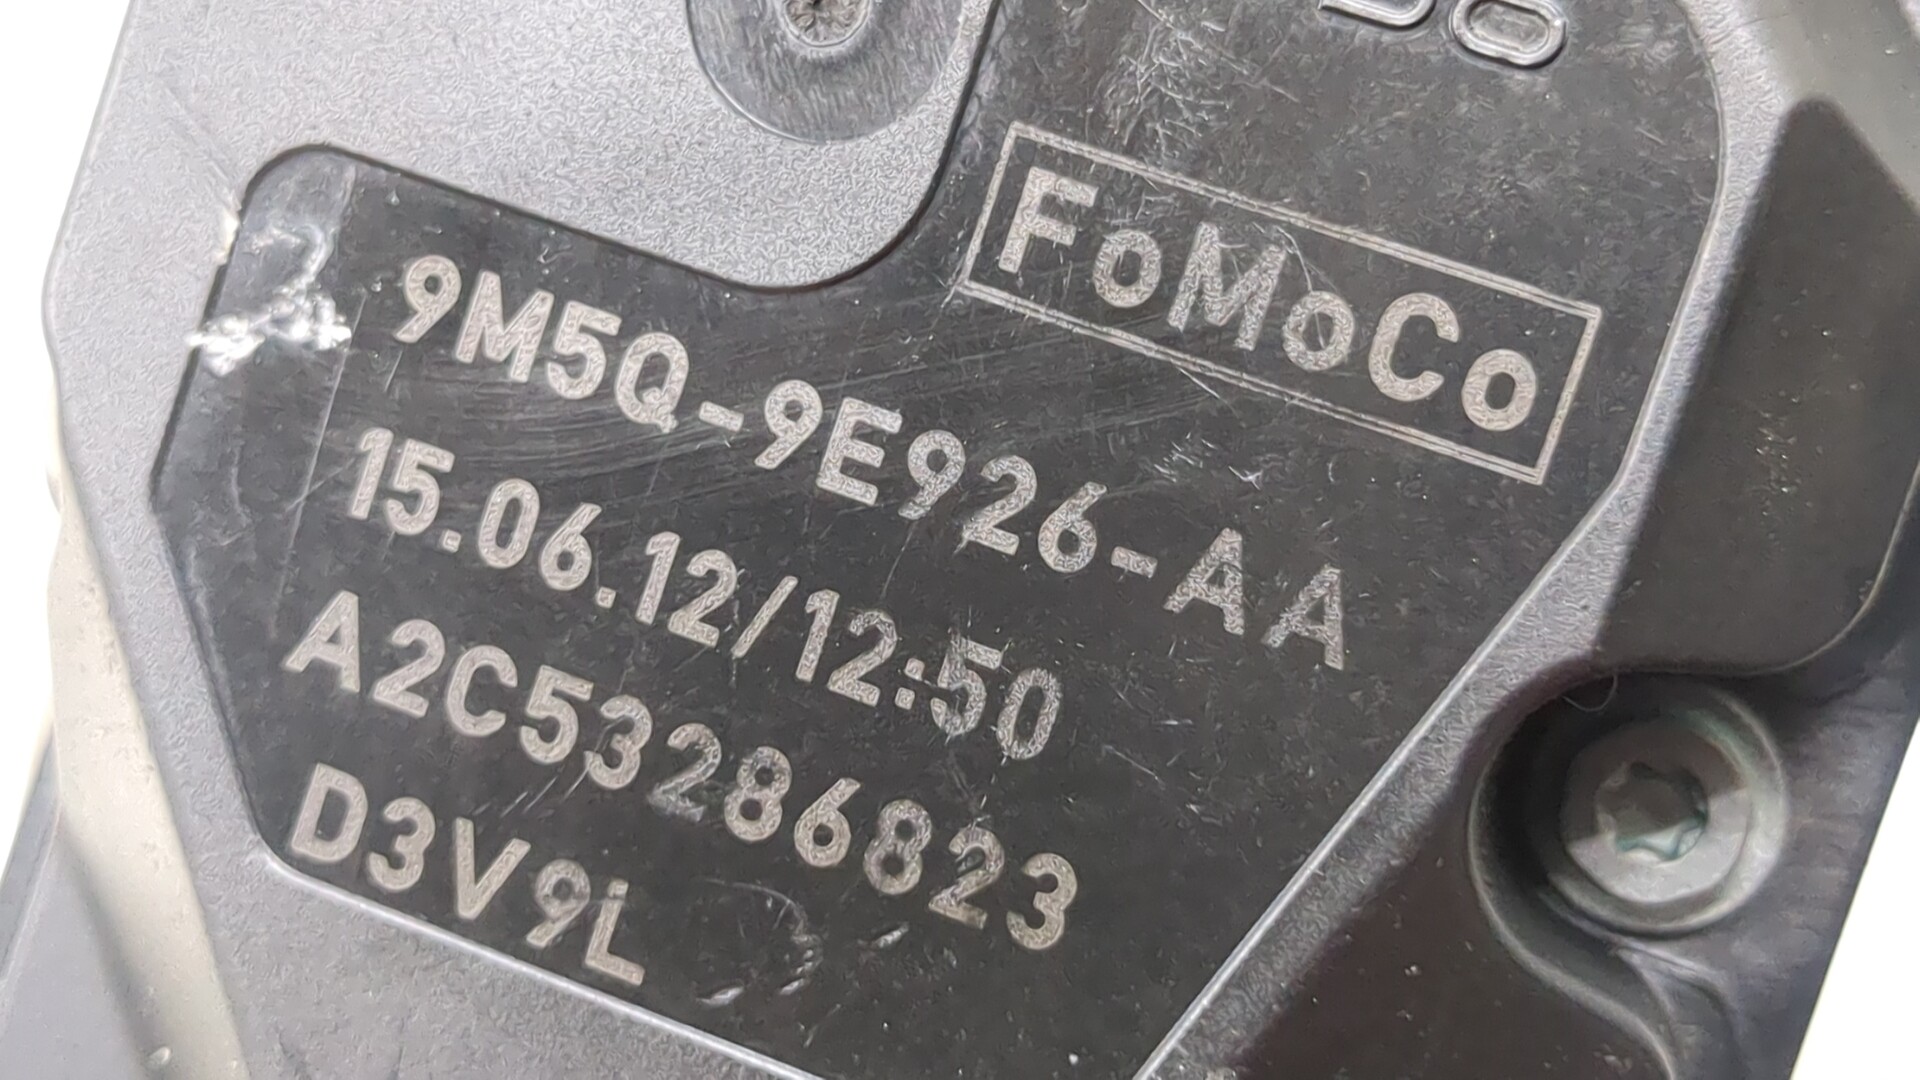 FoMoCo
9M5Q-9E926-AA
15.06.12/12:50
A2C53286823
D3V9L